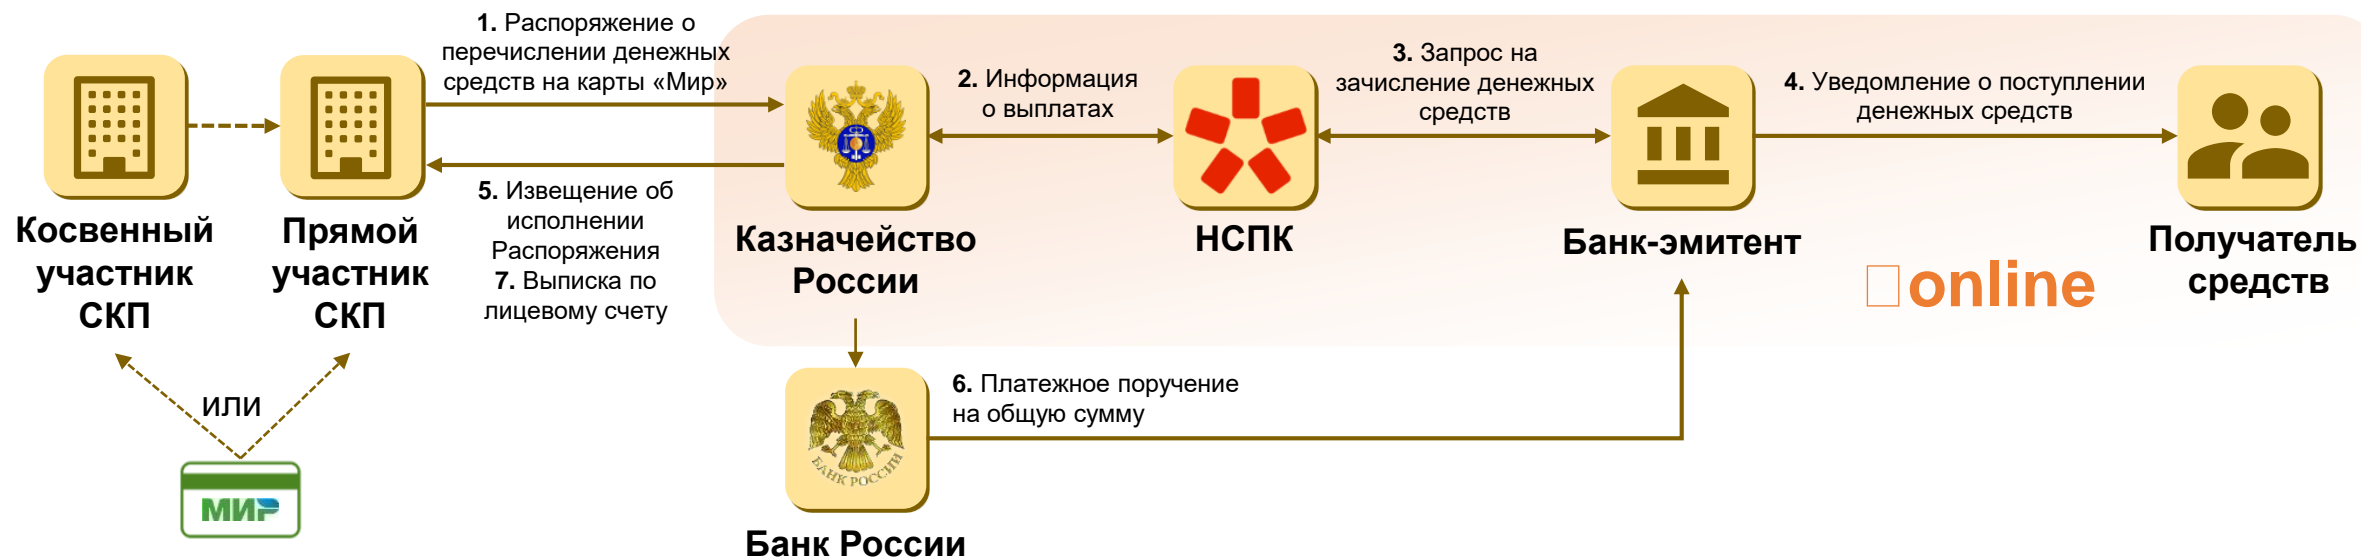 1. Распоряжение о
перечислении денежных
средств на карты «Мир»
2. Информация
о выплатах
3. Запрос на
зачисление денежных
средств
4. Уведомление о поступлении
денежных средств
5. Извещение об
исполнении
Распоряжения
7. Выписка по
лицевому счету
Косвенный
участник
СКП
Прямой
участник
СКП
Казначейство
России
НСПК
Банк-эмитент
Получатель
средств
online
или
МИР
6. Платежное поручение
на общую сумму
БАНК РОССИИ
Банк России